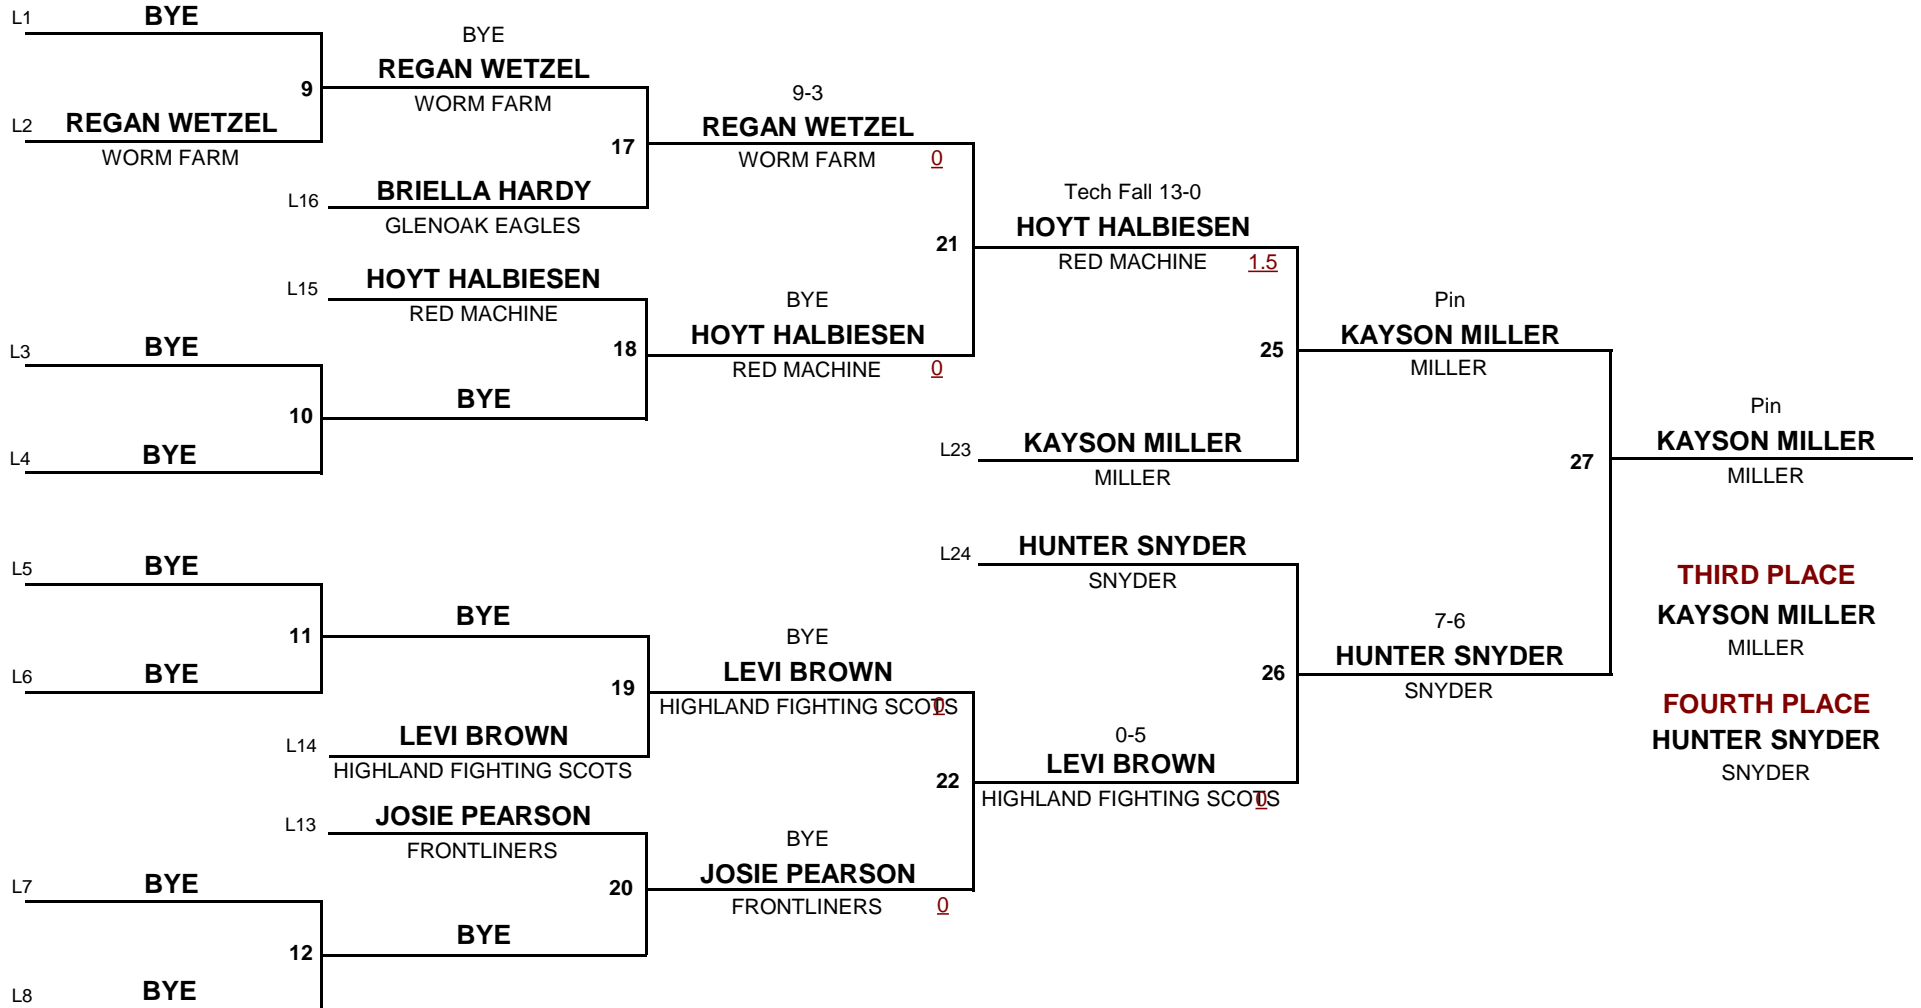 L1 BYE
9
L2 REGAN WETZEL
WORM FARM
BYE
REGAN WETZEL
WORM FARM
17
L16 BRIELLA HARDY
GLENOAK EAGLES
9-3
REGAN WETZEL
WORM FARM 0
21
L15 HOYT HALBIESEN
RED MACHINE
18
L3 BYE
10
L4 BYE
BYE
BYE
HOYT HALBIESEN
RED MACHINE 0
Tech Fall 13-0
HOYT HALBIESEN
RED MACHINE 1.5
25
L23 KAYSON MILLER
MILLER
Pin
KAYSON MILLER
MILLER
27
Pin
KAYSON MILLER
MILLER
L5 BYE
11
L6 BYE
BYE
19
L14 LEVI BROWN
HIGHLAND FIGHTING SCOTS
BYE
LEVI BROWN
HIGHLAND FIGHTING SCOTS 0
22
L13 JOSIE PEARSON
FRONTLINERS
20
L7 BYE
12
L8 BYE
BYE
BYE
JOSIE PEARSON
FRONTLINERS 0
L24 HUNTER SNYDER
SNYDER
26
0-5
LEVI BROWN
HIGHLAND FIGHTING SCOTS 0
7-6
HUNTER SNYDER
SNYDER
THIRD PLACE
KAYSON MILLER
MILLER
FOURTH PLACE
HUNTER SNYDER
SNYDER